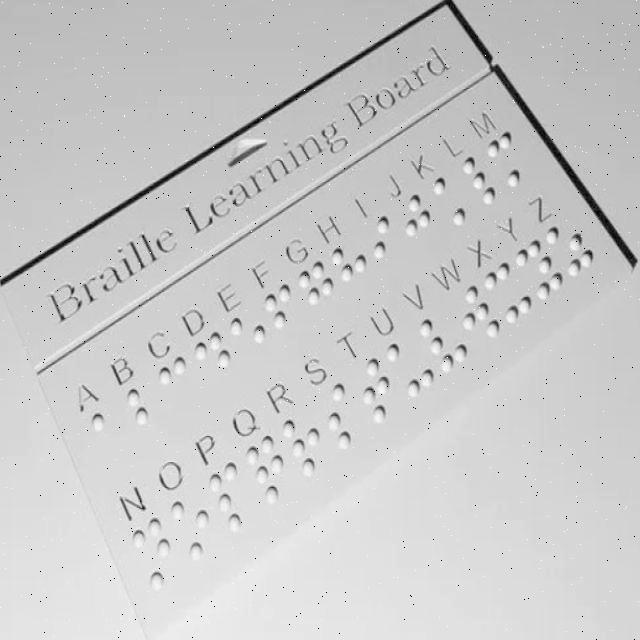 Braille Learning Board
A B C D E F G H I J K L M
N O P Q R S T U V W X Y Z